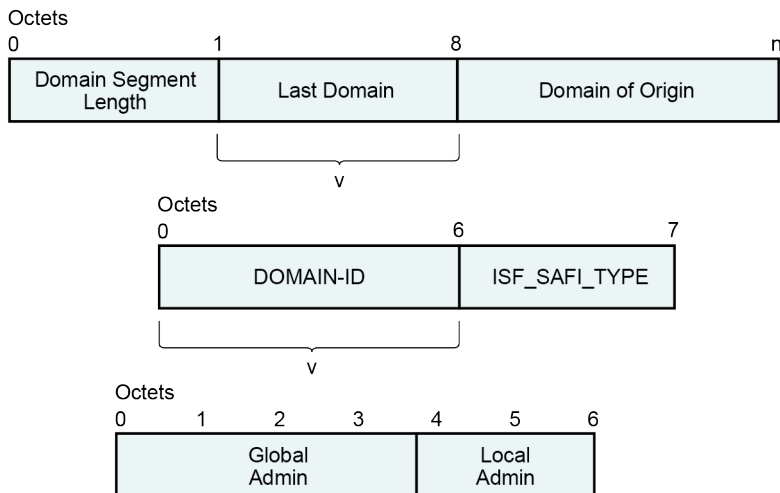 Octets
0 1 8 n
Domain Segment
Length
Last Domain
Domain of Origin
v
Octets
0 6 7
DOMAIN-ID
ISF_SAFI_TYPE
v
Octets
0 1 2 3 4 5 6
Global
Admin
Local
Admin